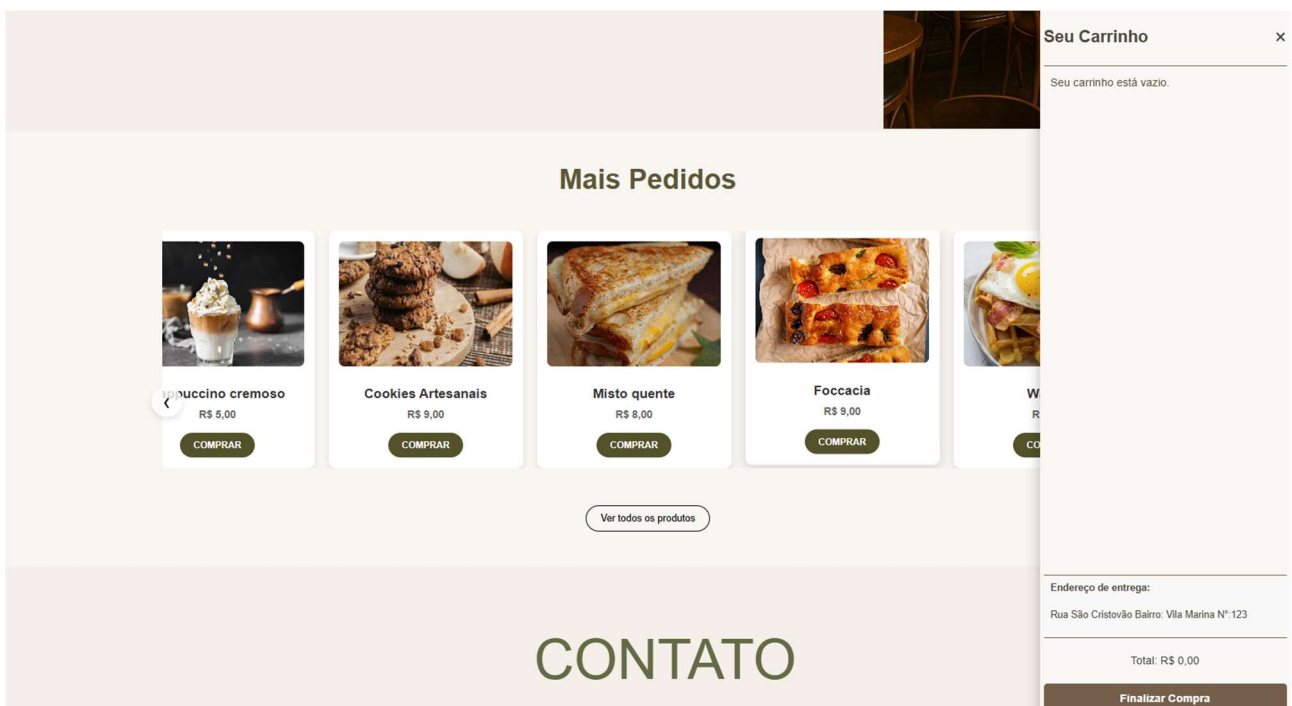 Seu Carrinho ×
Seu carrinho está vazio.
Mais Pedidos
puccino cremoso
R$ 5,00
COMPRAR
Cookies Artesanais
R$ 9,00
COMPRAR
Misto quente
R$ 8,00
COMPRAR
Foccacia
R$ 9,00
COMPRAR
W
R
CO
Ver todos os produtos
Endereço de entrega:
Rua São Cristovão Bairro: Vila Marina N°:123
Total: R$ 0,00
Finalizar Compra
CONTATO